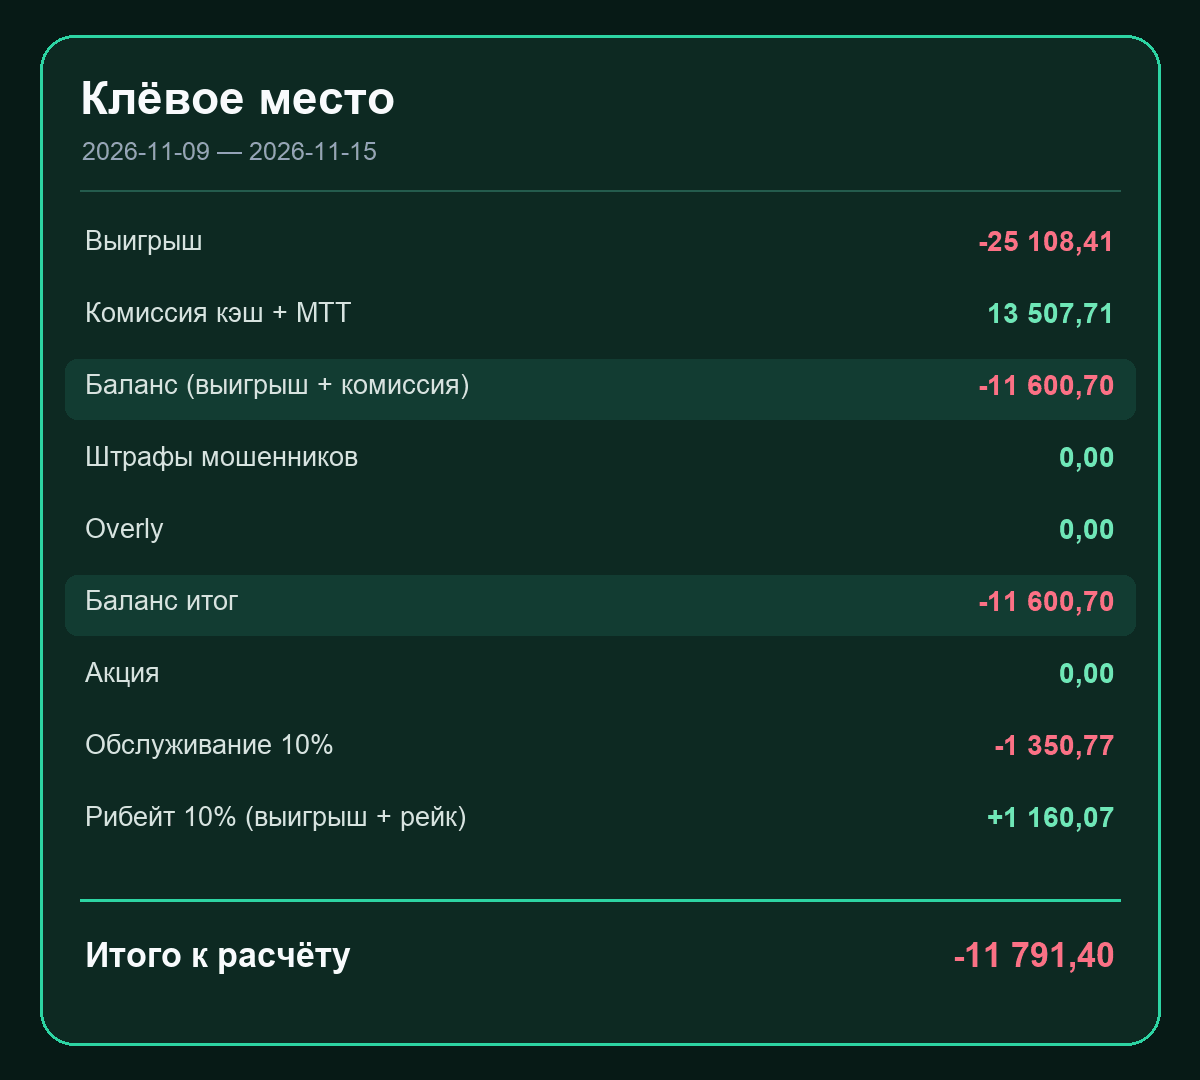 Клёвое место
2026-11-09 — 2026-11-15
Выигрыш -25 108,41
Комиссия кэш + МТТ 13 507,71
Баланс (выигрыш + комиссия) -11 600,70
Штрафы мошенников 0,00
Overly 0,00
Баланс итог -11 600,70
Акция 0,00
Обслуживание 10% -1 350,77
Рибейт 10% (выигрыш + рейк) +1 160,07
Итого к расчёту -11 791,40